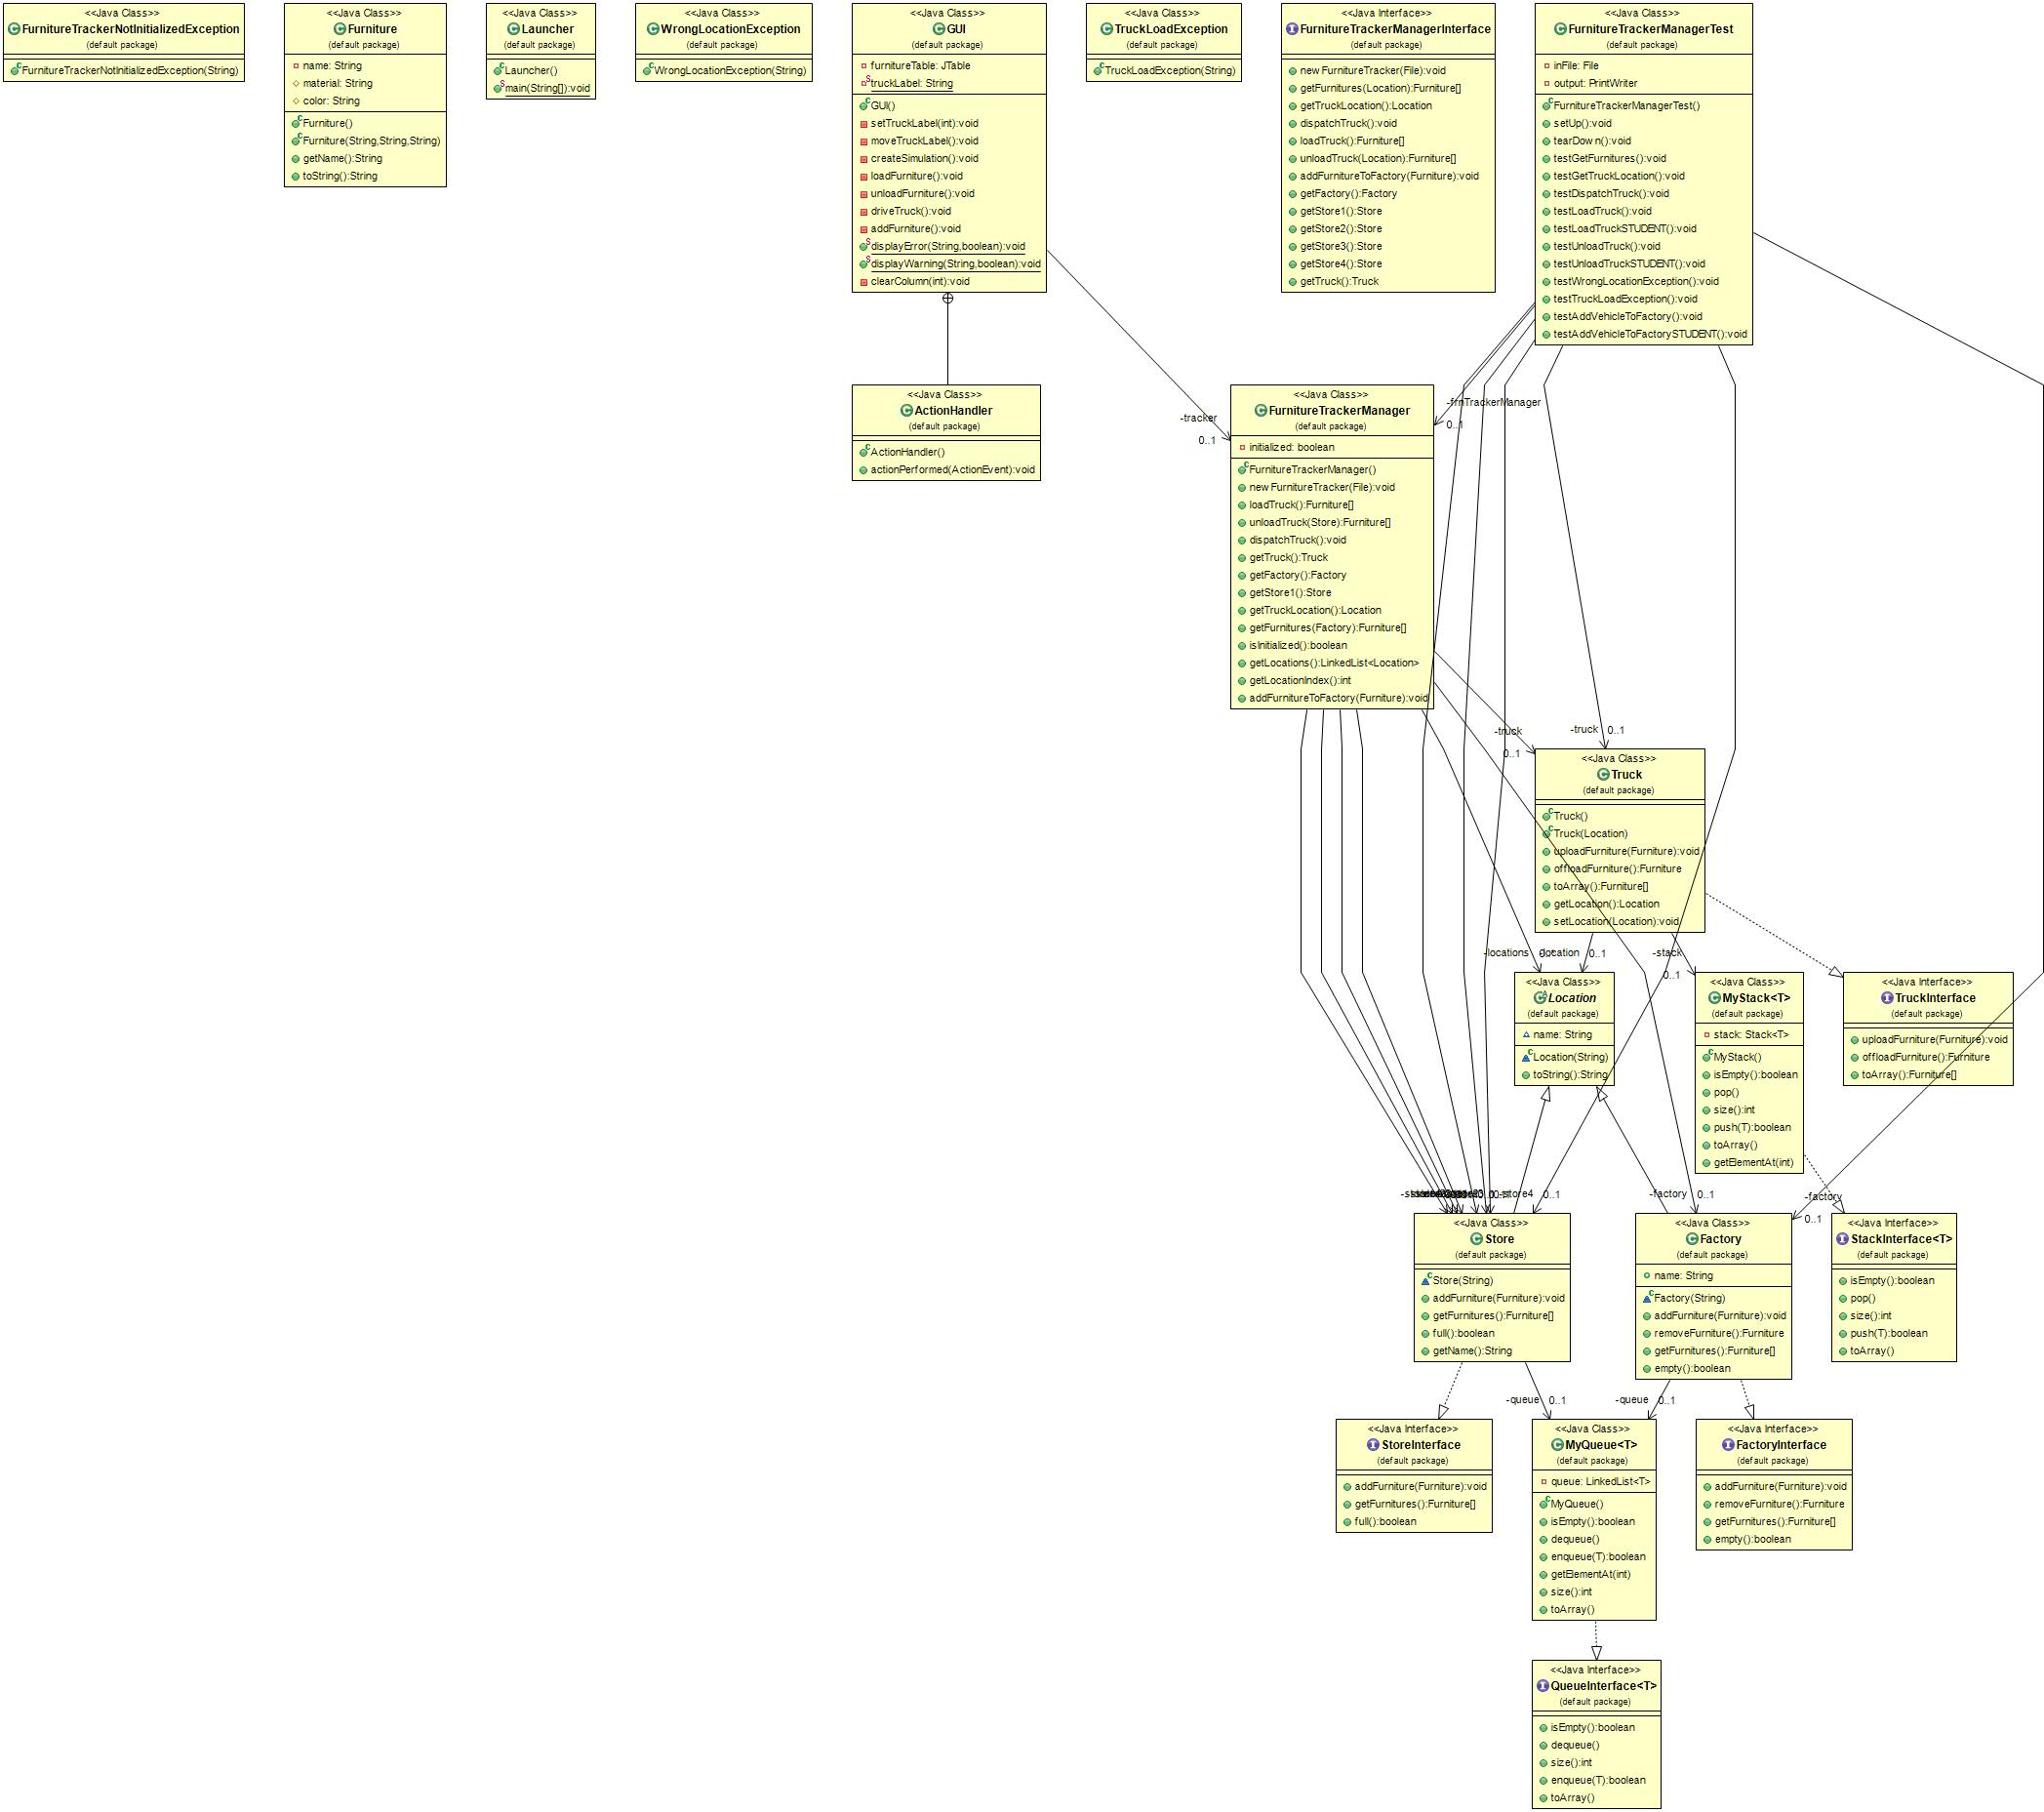 <<Java Class>>
FurnitureTrackerNotInitializedException
(default package)
FurnitureTrackerNotInitializedException(String)
<<Java Class>>
Furniture
(default package)
name: String
material: String
color: String
Furniture()
Furniture(String,String,String)
getName():String
toString():String
<<Java Class>>
Launcher
(default package)
Launcher()
main(String[]):void
<<Java Class>>
WrongLocationException
(default package)
WrongLocationException(String)
<<Java Class>>
GUI
(default package)
furnitureTable: JTable
truckLabel: String
GUI()
setTruckLabel(int):void
moveTruckLabel():void
createSimulation():void
loadFurniture():void
unloadFurniture():void
driveTruck():void
addFurniture():void
displayError(String,boolean):void
displayWarning(String,boolean):void
clearColumn(int):void
<<Java Class>>
TruckLoadException
(default package)
TruckLoadException(String)
<<Java Interface>>
FurnitureTrackerManagerInterface
(default package)
newFurnitureTracker(File):void
getFurnitures(Location):Furniture[]
getTruckLocation():Location
dispatchTruck():void
loadTruck():Furniture[]
unloadTruck(Location):Furniture[]
addFurnitureToFactory(Furniture):void
getFactory():Factory
getStore1():Store
getStore2():Store
getStore3():Store
getStore4():Store
getTruck():Truck
<<Java Class>>
FurnitureTrackerManagerTest
(default package)
inFile: File
output: PrintWriter
FurnitureTrackerManagerTest()
setUp():void
tearDown():void
testGetFurnitures():void
testGetTruckLocation():void
testDispatchTruck():void
testLoadTruck():void
testLoadTruckSTUDENT():void
testUnloadTruck():void
testUnloadTruckSTUDENT():void
testWrongLocationException():void
testTruckLoadException():void
testAddVehicleToFactory():void
testAddVehicleToFactorySTUDENT():void
<<Java Class>>
ActionHandler
(default package)
ActionHandler()
actionPerformed(ActionEvent):void
-tracker
0..1
<<Java Class>>
FurnitureTrackerManager
(default package)
initialized: boolean
FurnitureTrackerManager()
newFurnitureTracker(File):void
loadTruck():Furniture[]
unloadTruck(Store):Furniture[]
dispatchTruck():void
getTruck():Truck
getFactory():Factory
getStore1():Store
getTruckLocation():Location
getFurnitures(Factory):Furniture[]
isInitialized():boolean
getLocations():LinkedList<Location>
getLocationIndex():int
addFurnitureToFactory(Furniture):void
-frnTrackerManager
0..1
-truck
0..1
-truck
0..1
<<Java Class>>
Truck
(default package)
Truck()
Truck(Location)
uploadFurniture(Furniture):void
offloadFurniture():Furniture
toArray():Furniture[]
getLocation():Location
setLocation(Location):void
-locations
-location
0..1
-stack
0..1
<<Java Class>>
Location
(default package)
name: String
Location(String)
toString():String
<<Java Class>>
MyStack<T>
(default package)
stack: Stack<T>
MyStack()
isEmpty():boolean
pop()
size():int
push(T):boolean
toArray()
getElementAt(int)
<<Java Interface>>
TruckInterface
(default package)
uploadFurniture(Furniture):void
offloadFurniture():Furniture
toArray():Furniture[]
-store4
0..1
-factory
0..1
-factory
0..1
<<Java Class>>
Store
(default package)
Store(String)
addFurniture(Furniture):void
getFurnitures():Furniture[]
full():boolean
getName():String
<<Java Class>>
Factory
(default package)
name: String
Factory(String)
addFurniture(Furniture):void
removeFurniture():Furniture
getFurnitures():Furniture[]
empty():boolean
<<Java Interface>>
StackInterface<T>
(default package)
isEmpty():boolean
pop()
size():int
push(T):boolean
toArray()
-queue
0..1
-queue
0..1
<<Java Interface>>
StoreInterface
(default package)
addFurniture(Furniture):void
getFurnitures():Furniture[]
full():boolean
<<Java Class>>
MyQueue<T>
(default package)
queue: LinkedList<T>
MyQueue()
isEmpty():boolean
dequeue()
enqueue(T):boolean
getElementAt(int)
size():int
toArray()
<<Java Interface>>
FactoryInterface
(default package)
addFurniture(Furniture):void
removeFurniture():Furniture
getFurnitures():Furniture[]
empty():boolean
<<Java Interface>>
QueueInterface<T>
(default package)
isEmpty():boolean
dequeue()
size():int
enqueue(T):boolean
toArray()